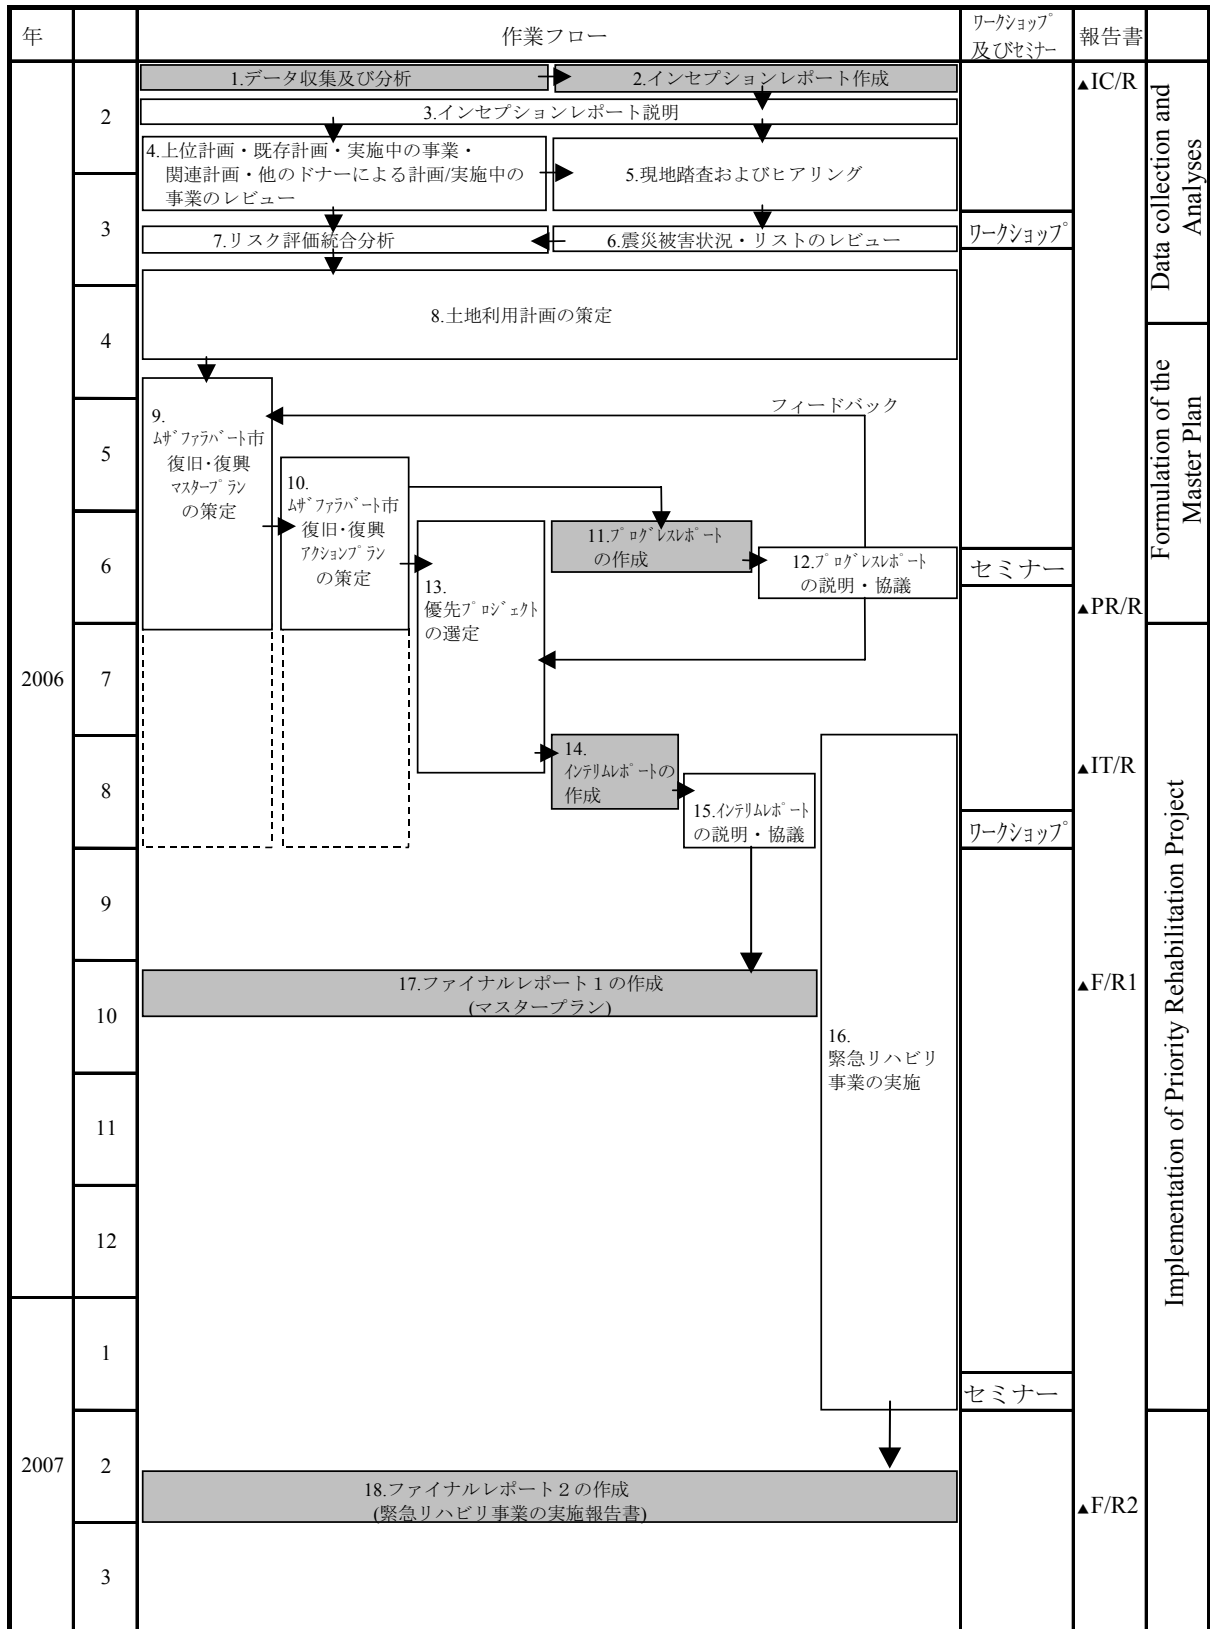 年
作業フロー
ワークショップ
及びセミナー
報告書
1.データ収集及び分析
2.インセプションレポート作成
▲IC/R
2
3.インセプションレポート説明
4.上位計画・既存計画・実施中の事業・
関連計画・他のドナーによる計画/実施中の
事業のレビュー
5.現地踏査およびヒアリング
3
7.リスク評価統合分析
6.震災被害状況・リストのレビュー
ワークショップ
Data collection and
Analyses
8.土地利用計画の策定
4
フィードバック
9.
ムザファラバート市
復旧・復興
マスタープラン
の策定
5
10.
ムザファラバート市
復旧・復興
アクションプラン
の策定
11.プログレスレポート
の作成
12.プログレスレポート
の説明・協議
6
セミナー
Formulation of the
Master Plan
13.
優先プロジェクト
の選定
▲PR/R
2006
7
14.
インテリムレポートの
作成
▲IT/R
8
15.インテリムレポート
の説明・協議
ワークショップ
9
17.ファイナルレポート１の作成
(マスタープラン)
▲F/R1
10
16.
緊急リハビリ
事業の実施
11
12
Implementation of Priority Rehabilitation Project
1
セミナー
2007
2
18.ファイナルレポート２の作成
(緊急リハビリ事業の実施報告書)
▲F/R2
3